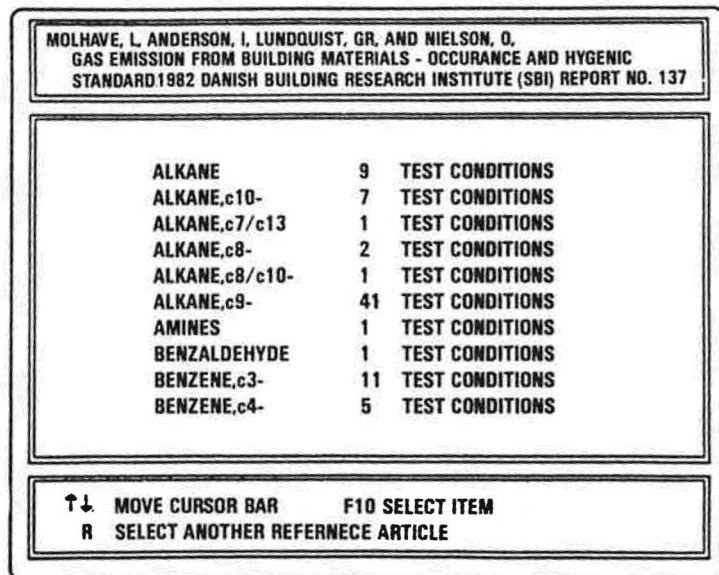 MOLHAVE, L, ANDERSON, I, LUNDQUIST, GR, AND NIELSON, O,
GAS EMISSION FROM BUILDING MATERIALS - OCCURANCE AND HYGENIC
STANDARD1982 DANISH BUILDING RESEARCH INSTITUTE (SBI) REPORT NO. 137
ALKANE 9 TEST CONDITIONS
ALKANE,c10- 7 TEST CONDITIONS
ALKANE,c7/c13 1 TEST CONDITIONS
ALKANE,c8- 2 TEST CONDITIONS
ALKANE,c8/c10- 1 TEST CONDITIONS
ALKANE,c9- 41 TEST CONDITIONS
AMINES 1 TEST CONDITIONS
BENZALDEHYDE 1 TEST CONDITIONS
BENZENE,c3- 11 TEST CONDITIONS
BENZENE,c4- 5 TEST CONDITIONS
↑↓ MOVE CURSOR BAR F10 SELECT ITEM
R SELECT ANOTHER REFERNECE ARTICLE